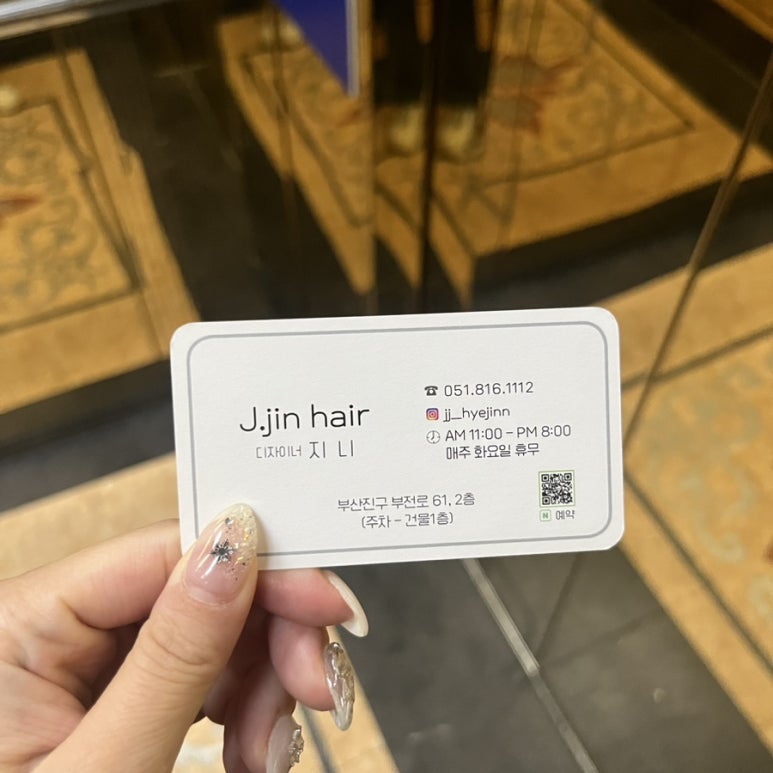 J.jin hair
디자이너 지 니
051.816.1112
jj_hyejinn
AM 11:00 - PM 8:00
매주 화요일 휴무
부산진구 부전로 61, 2층
(주차 - 건물1층)
N 예약